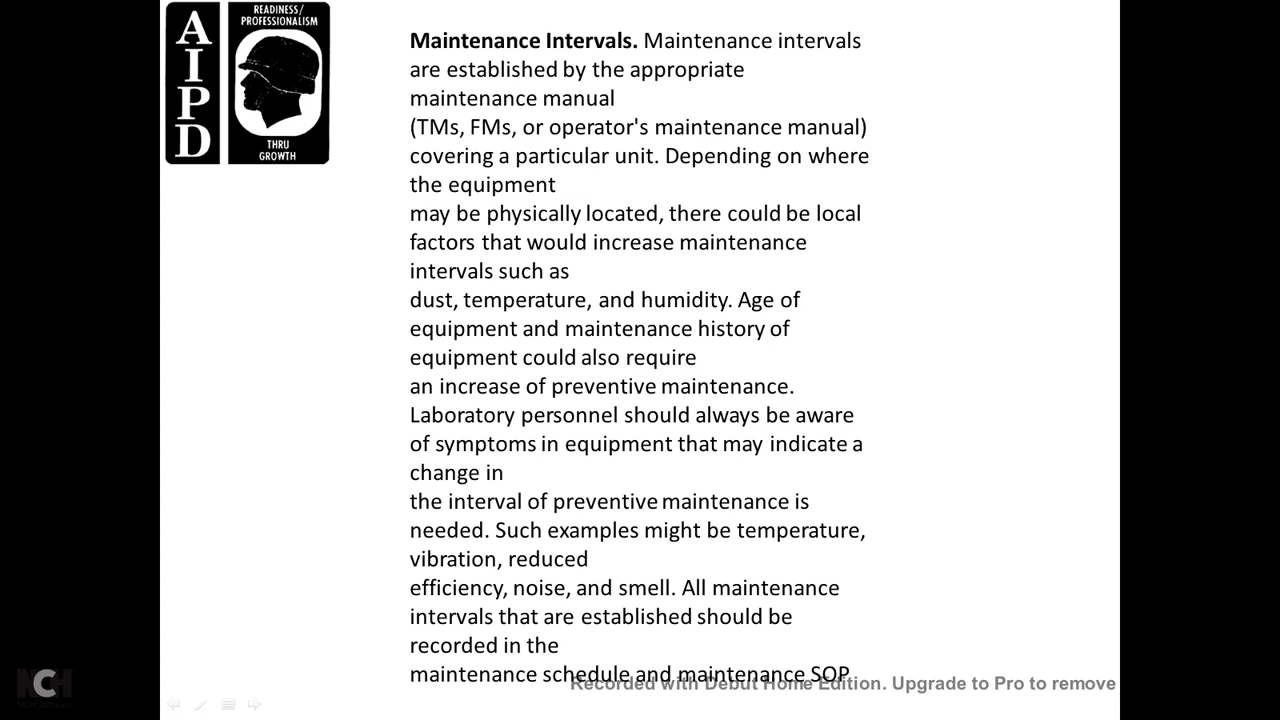 A
I
P
D
READINESS/
PROFESSIONALISM
THRU
GROWTH
Maintenance Intervals. Maintenance intervals
are established by the appropriate
maintenance manual
(TMs, FMs, or operator's maintenance manual)
covering a particular unit. Depending on where
the equipment
may be physically located, there could be local
factors that would increase maintenance
intervals such as
dust, temperature, and humidity. Age of
equipment and maintenance history of
equipment could also require
an increase of preventive maintenance.
Laboratory personnel should always be aware
of symptoms in equipment that may indicate a
change in
the interval of preventive maintenance is
needed. Such examples might be temperature,
vibration, reduced
efficiency, noise, and smell. All maintenance
intervals that are established should be
recorded in the
maintenance schedule and maintenance SOP
Recorded with Debut Home Edition. Upgrade to Pro to remove
NCH